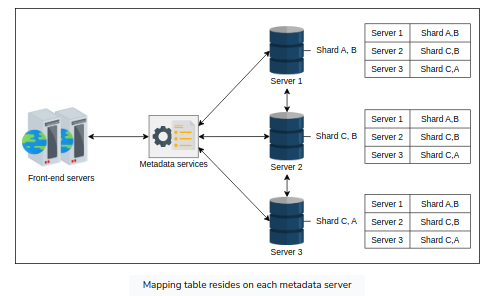 Server 1 Shard A,B
Server 2 Shard C,B
Server 3 Shard C,A
Shard A, B
Server 1
Server 1 Shard A,B
Server 2 Shard C,B
Server 3 Shard C,A
Shard C, B
Metadata services
Server 2
Front-end servers
Server 1 Shard A,B
Server 2 Shard C,B
Server 3 Shard C,A
Shard C, A
Server 3
Mapping table resides on each metadata server